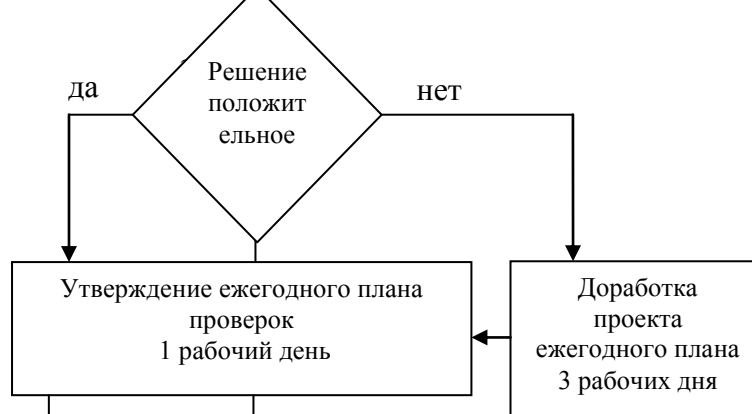 Решение
положит
ельное
да
нет
Утверждение ежегодного плана
проверок
1 рабочий день
Доработка
проекта
ежегодного плана
3 рабочих дня